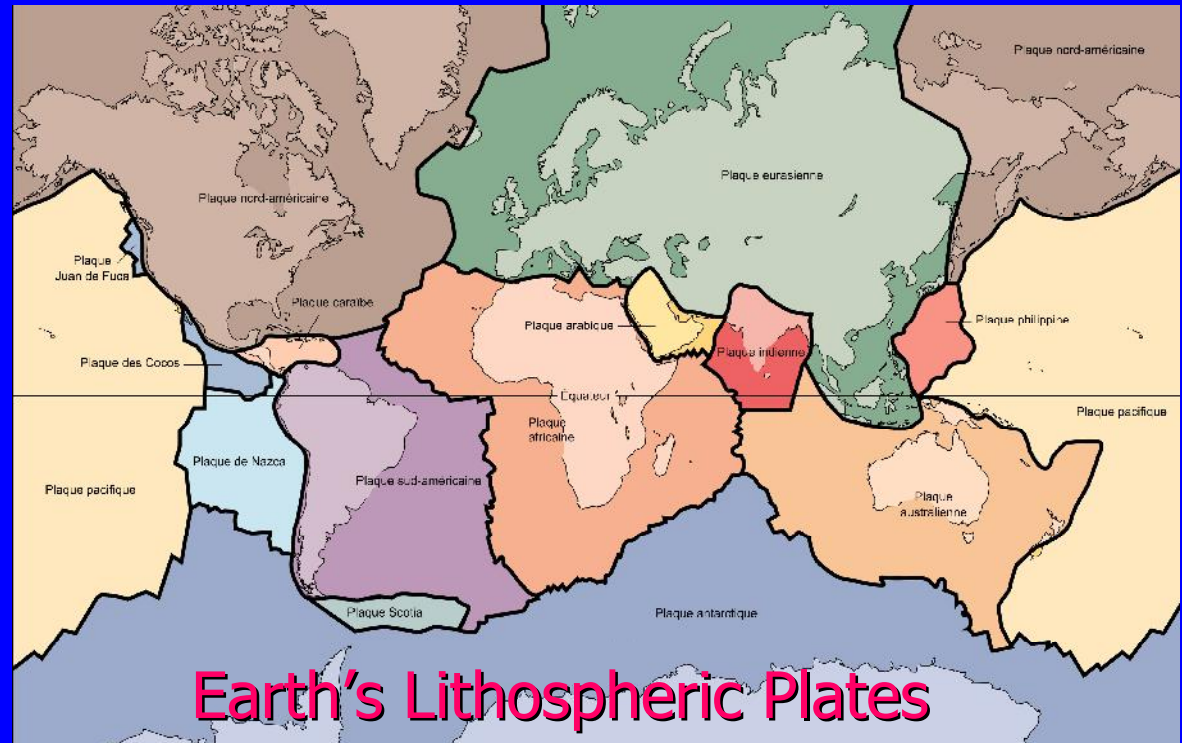 Plaque nord-américaine
Plaque eurasienne
Plaque nord-américaine
Plaque
Juan de Fuca
Plaque caraïbe
Plaque arabique
Plaque philippine
Plaque indienne
Plaque des Cocos
Équateur
Plaque pacifique
Plaque
africaine
Plaque de Nazca
Plaque sud-américaine
Plaque pacifique
Plaque
australienne
Plaque Scotia
Plaque antarctique
Earth's Lithospheric Plates